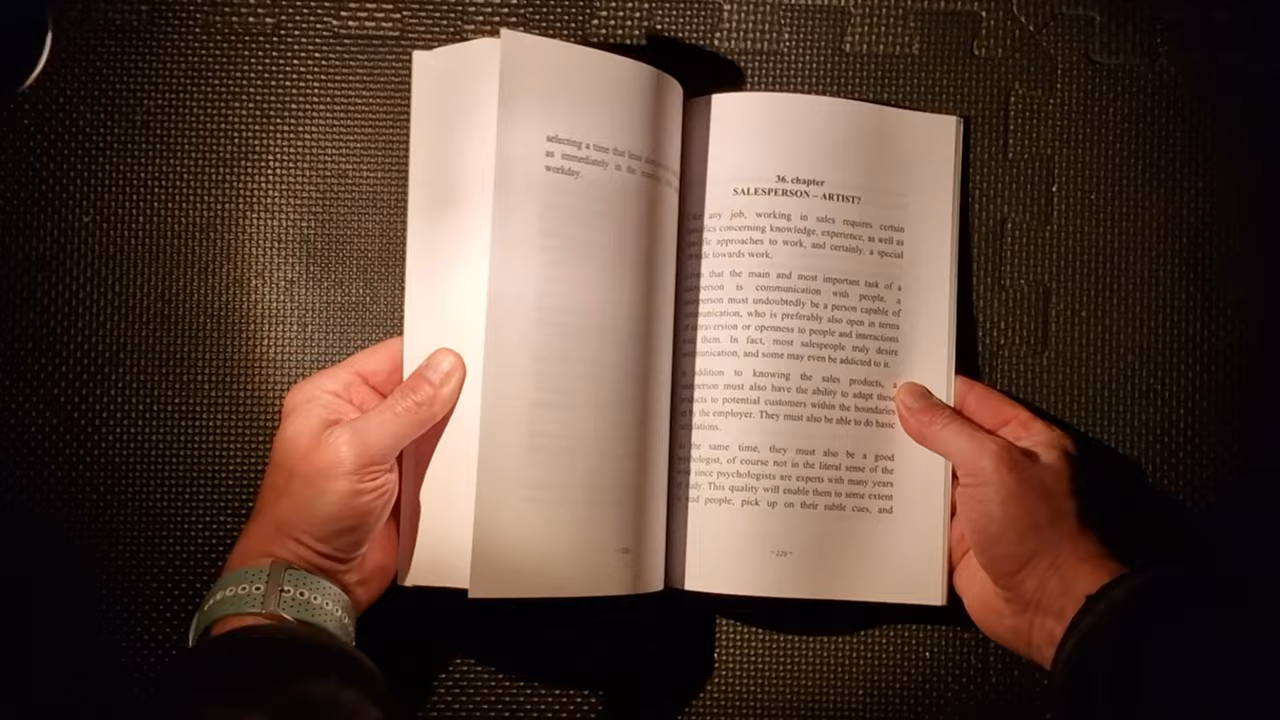 selecting a time that
as immediately in the
workday.
36. chapter
SALESPERSON – ARTIST?
any job, working in sales requires certain
concerning knowledge, experience, as well as
approaches to work, and certainly, a special
towards work.
that the main and most important task of a
is communication with people, a
must undoubtedly be a person capable of
who is preferably also open in terms
or openness to people and interactions
them. In fact, most salespeople truly desire
and some may even be addicted to it.
addition to knowing the sales products, a
must also have the ability to adapt these
to potential customers within the boundaries
the employer. They must also be able to do basic
the same time, they must also be a good
of course not in the literal sense of the
since psychologists are experts with many years
This quality will enable them to some extent
people, pick up on their subtle cues, and
~ 229 ~